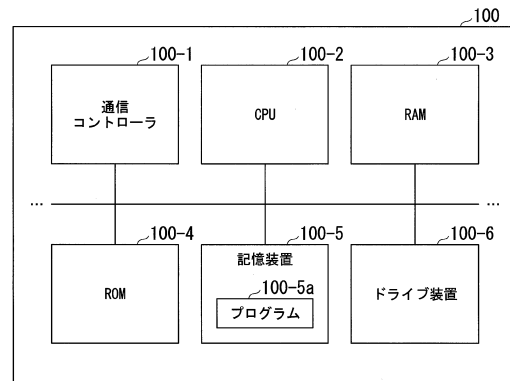 100
100-1
100-2
100-3
通信
コントローラ
CPU
RAM
...
...
100-4
100-5
100-6
ROM
記憶装置
100-5a
プログラム
ドライブ装置